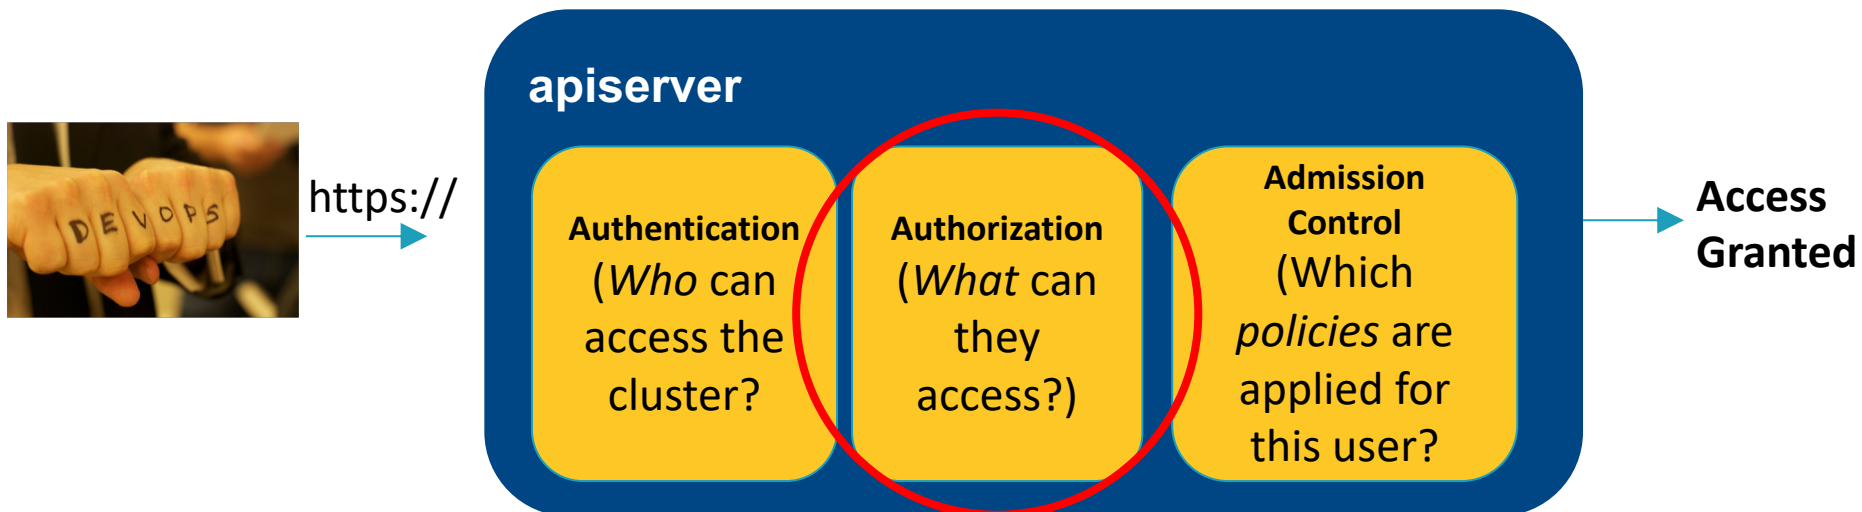 apiserver
DEVOPS
https://
Authentication
(Who can
access the
cluster?
Authorization
(What can
they
access?)
Admission
Control
(Which
policies are
applied for
this user?
Access
Granted